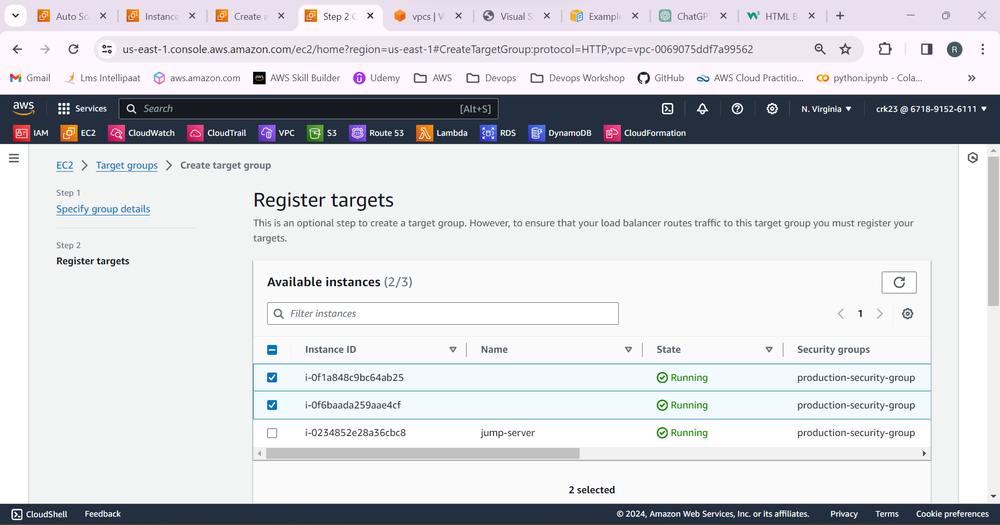 Auto Sc
Instance
Create a
Step 2 C
vpcs | V
Visual S
Example
ChatGP
HTML B
us-east-1.console.aws.amazon.com/ec2/home?region=us-east-1#CreateTargetGroup:protocol=HTTP;vpc=vpc-0069075ddf7a99562
R
Gmail
Lms Intellipaat
aws.amazon.com
aws
AWS Skill Builder
Udemy
AWS
Devops
Devops Workshop
GitHub
AWS Cloud Practitio...
python.ipynb - Cola...
aws
Services
Search
[Alt+S]
N. Virginia
crk23 @ 6718-9152-6111
IAM
EC2
CloudWatch
CloudTrail
VPC
S3
Route 53
Lambda
RDS
DynamoDB
CloudFormation
EC2
Target groups
Create target group
Step 1
Specify group details
Step 2
Register targets
Register targets
This is an optional step to create a target group. However, to ensure that your load balancer routes traffic to this target group you must register your
targets.
Available instances (2/3)
Filter instances
1
Instance ID
Name
State
Security groups
i-0f1a848c9bc64ab25
Running
production-security-group
i-0f6baada259aae4cf
Running
production-security-group
i-0234852e28a36cbc8
jump-server
Running
production-security-group
2 selected
CloudShell
Feedback
© 2024, Amazon Web Services, Inc. or its affiliates.
Privacy
Terms
Cookie preferences